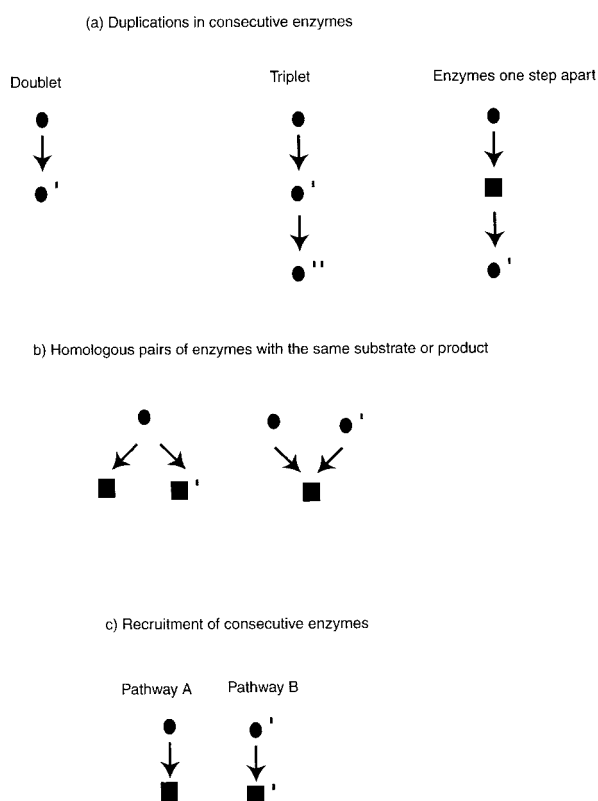 (a) Duplications in consecutive enzymes
Doublet
Triplet
Enzymes one step apart
'
'
''
'
b) Homologous pairs of enzymes with the same substrate or product
'
'
c) Recruitment of consecutive enzymes
Pathway A
Pathway B
'
'